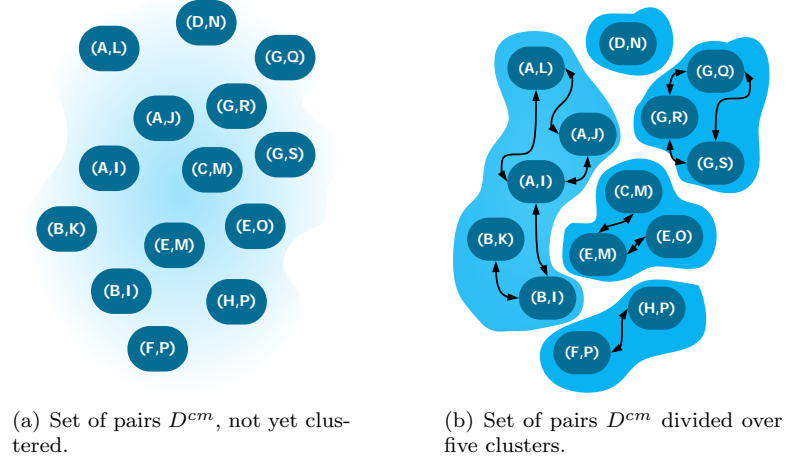 (D,N)
(A,L)
(G,Q)
(G,R)
(A,J)
(G,S)
(A,I)
(C,M)
(B,K)
(E,O)
(E,M)
(B,I)
(H,P)
(F,P)
(a) Set of pairs D^{cm}, not yet clus-
tered.
(D,N)
(A,L)
(G,Q)
(G,R)
(A,J)
(G,S)
(A,I)
(C,M)
(B,K)
(E,O)
(E,M)
(B,I)
(H,P)
(F,P)
(b) Set of pairs D^{cm} divided over
five clusters.